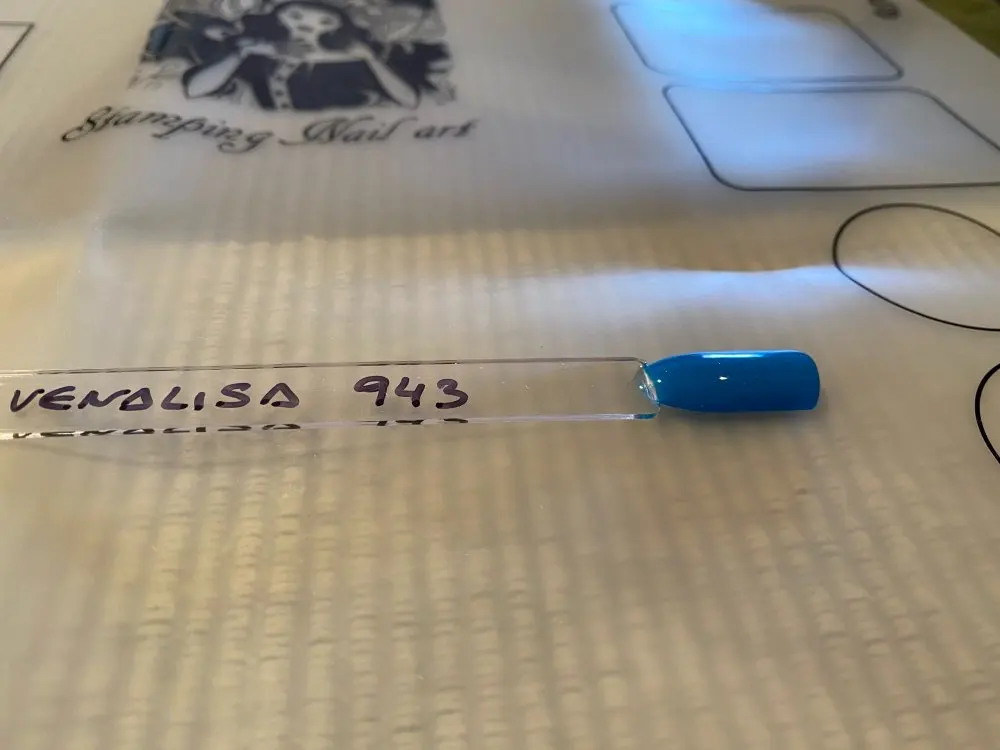 Stamping Nail art
VENALISA 943